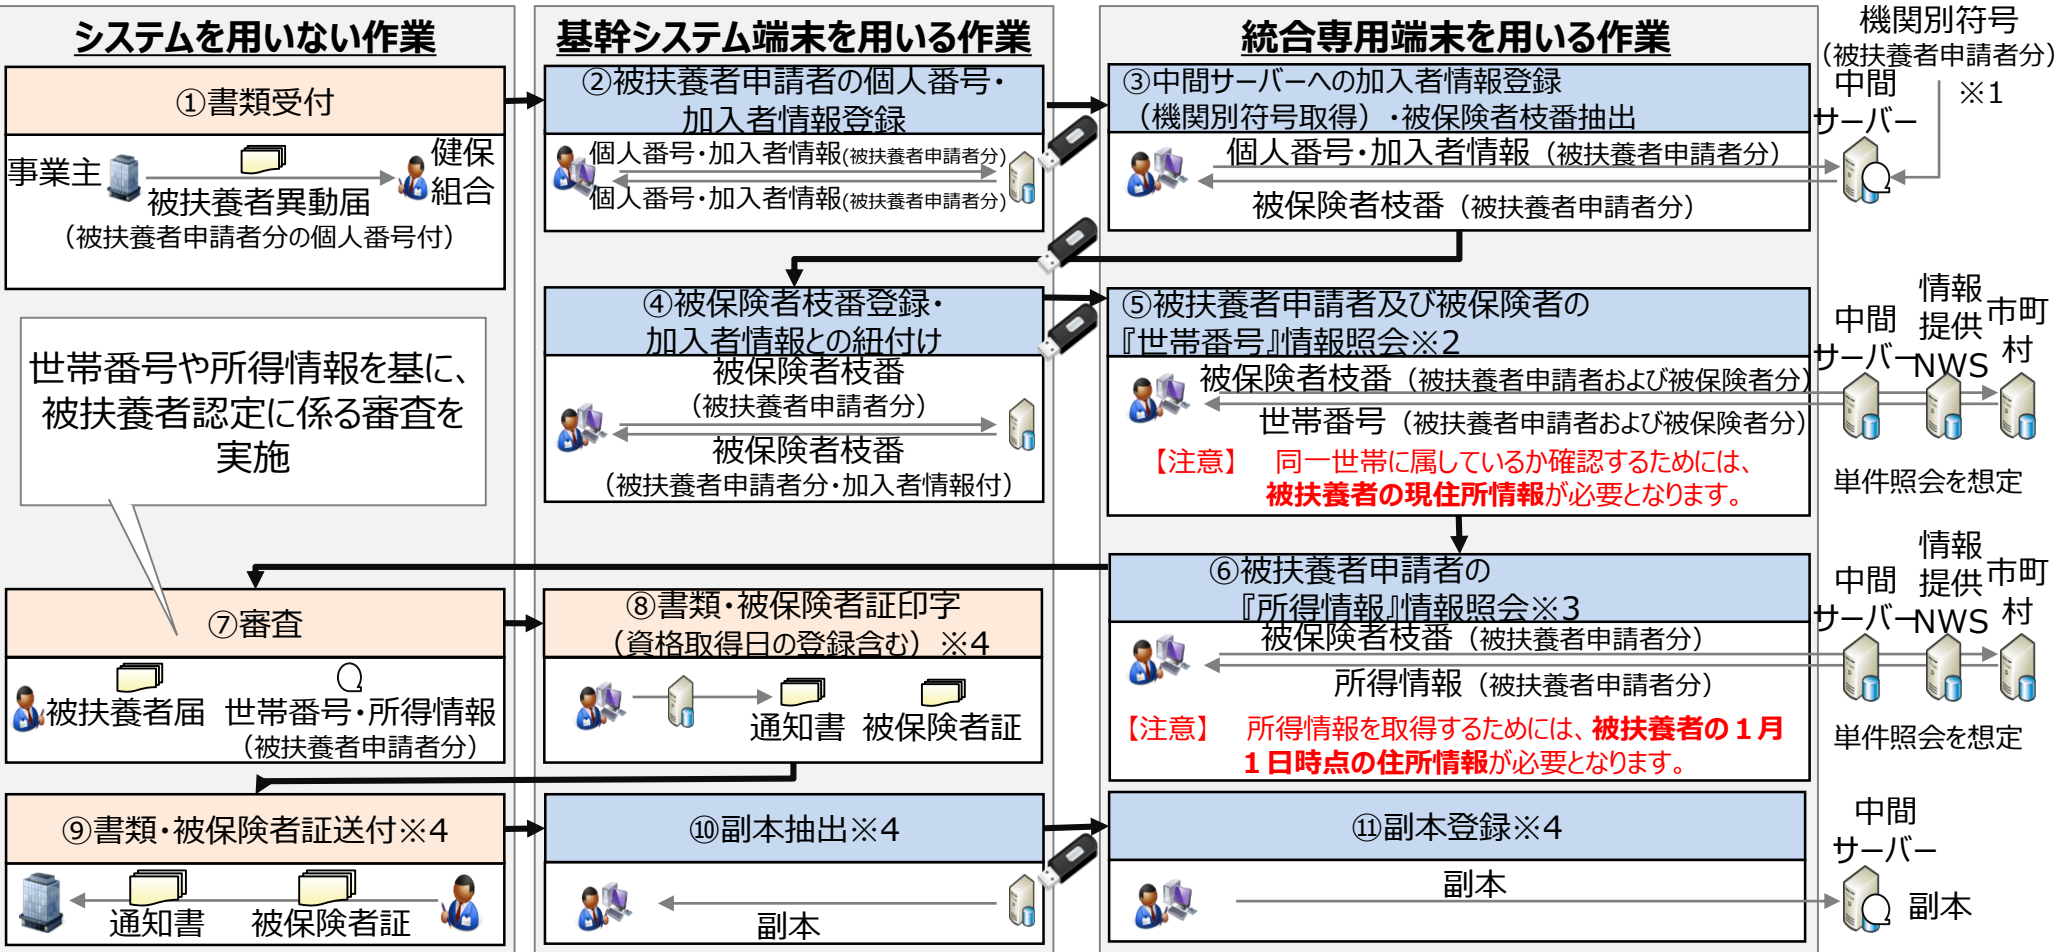 システムを用いない作業
基幹システム端末を用いる作業
統合専用端末を用いる作業
機関別符号
（被扶養者申請者分）
※1
①書類受付
事業主
健保
組合
被扶養者異動届
（被扶養者申請者分の個人番号付）
②被扶養者申請者の個人番号・
加入者情報登録
個人番号・加入者情報(被扶養者申請者分)
個人番号・加入者情報(被扶養者申請者分)
③中間サーバーへの加入者情報登録
（機関別符号取得）・被保険者枝番抽出
個人番号・加入者情報（被扶養者申請者分）
被保険者枝番（被扶養者申請者分）
中間
サーバー
④被保険者枝番登録・
加入者情報との紐付け
被保険者枝番
（被扶養者申請者分）
被保険者枝番
（被扶養者申請者分・加入者情報付）
⑤被扶養者申請者及び被保険者の
『世帯番号』情報照会※2
被保険者枝番（被扶養者申請者および被保険者分）
世帯番号（被扶養者申請者および被保険者分）
【注意】　同一世帯に属しているか確認するためには、
被扶養者の現住所情報が必要となります。
中間
サーバー
情報
提供
NWS
市町
村
単件照会を想定
世帯番号や所得情報を基に、
被扶養者認定に係る審査を
実施
⑥被扶養者申請者の
『所得情報』情報照会※3
被保険者枝番（被扶養者申請者分）
所得情報（被扶養者申請者分）
【注意】　所得情報を取得するためには、被扶養者の１月
１日時点の住所情報が必要となります。
中間
サーバー
情報
提供
NWS
市町
村
単件照会を想定
⑦審査
被扶養者届
世帯番号・所得情報
（被扶養者申請者分）
⑧書類・被保険者証印字
（資格取得日の登録含む）※4
通知書
被保険者証
⑨書類・被保険者証送付※4
通知書
被保険者証
⑩副本抽出※4
副本
⑪副本登録※4
副本
中間
サーバー
副本